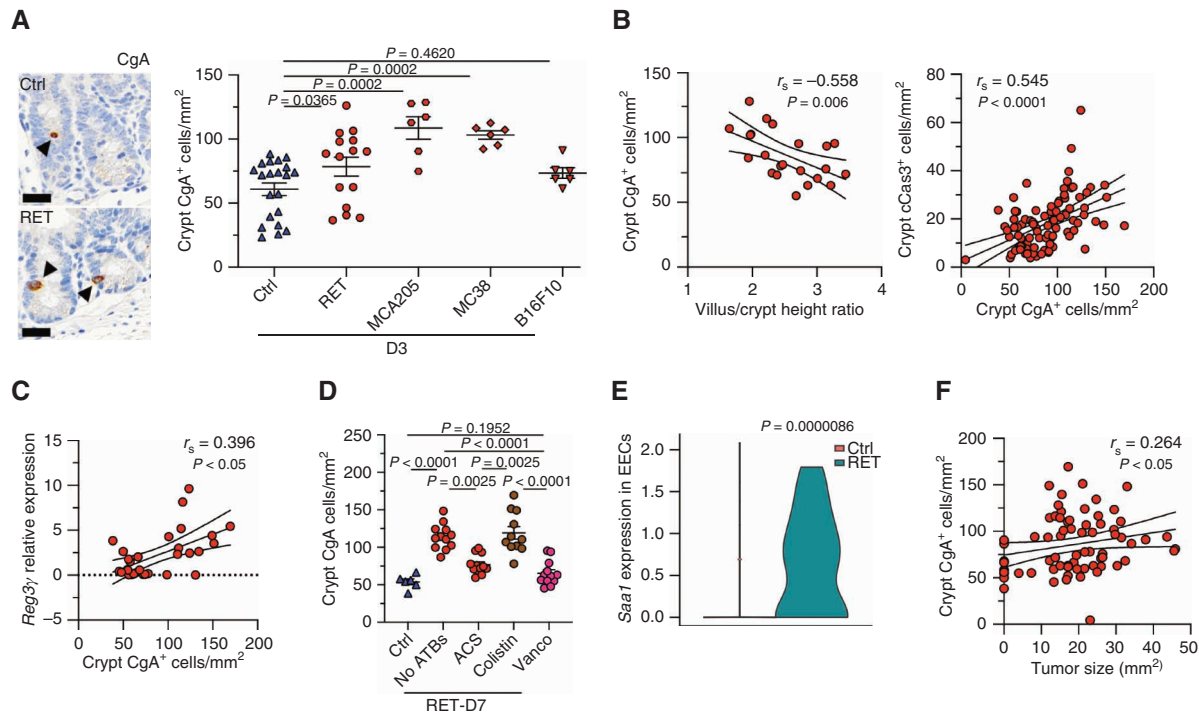 A
CgA
Ctrl
RET
Crypt CgA⁺ cells/mm²
150
100
50
0
P = 0.4620
P = 0.0002
P = 0.0002
P = 0.0365
Ctrl
RET
MCA205
MC38
B16F10
D3
B
Crypt CgA⁺ cells/mm²
150
100
50
0
rs = −0.558
P = 0.006
1 2 3 4
Villus/crypt height ratio
Crypt cCas3⁺ cells/mm²
80
60
40
20
0
rs = 0.545
P < 0.0001
0 50 100 150 200
Crypt CgA⁺ cells/mm²
C
Reg3γ relative expression
15
10
5
0
−5
rs = 0.396
P < 0.05
0 50 100 150 200
Crypt CgA⁺ cells/mm²
D
Crypt CgA cells/mm²
250
200
150
100
50
0
P = 0.1952
P < 0.0001
P < 0.0001 P = 0.0025
P = 0.0025 P < 0.0001
Ctrl
No ATBs
ACS
Colistin
Vanco
RET-D7
E
Saa1 expression in EECs
2.0
1.5
1.0
0.5
0.0
P = 0.0000086
Ctrl
RET
F
Crypt CgA⁺ cells/mm²
200
150
100
50
0
rs = 0.264
P < 0.05
0 10 20 30 40 50
Tumor size (mm²)